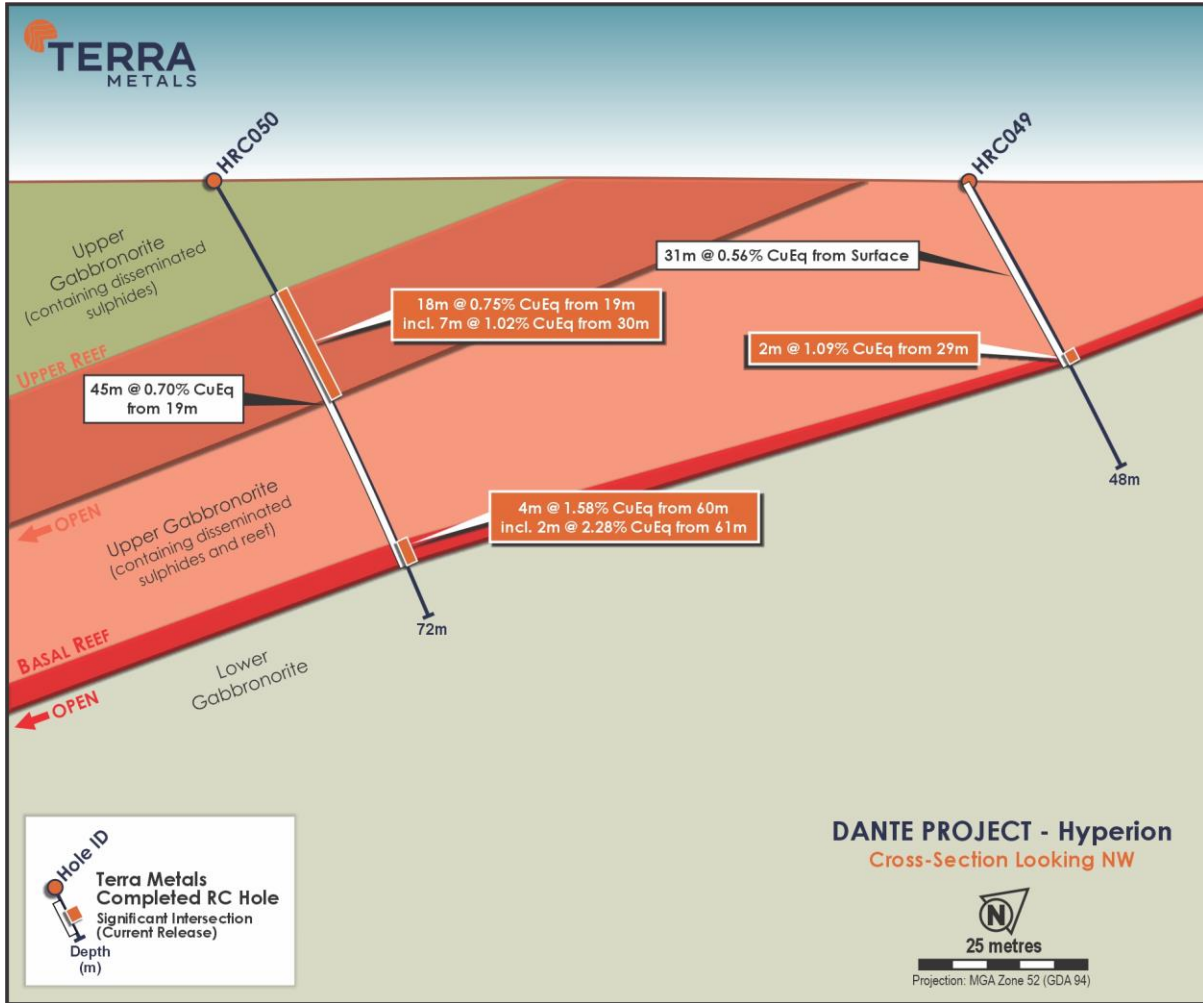 TERRA
METALS
HRC050
HRC049
Upper
Gabbronorite
(containing disseminated
sulphides)
31m @ 0.56% CuEq from Surface
18m @ 0.75% CuEq from 19m
incl. 7m @ 1.02% CuEq from 30m
2m @ 1.09% CuEq from 29m
UPPER REEF
45m @ 0.70% CuEq
from 19m
48m
OPEN
Upper Gabbronorite
(containing disseminated
sulphides and reef)
4m @ 1.58% CuEq from 60m
incl. 2m @ 2.28% CuEq from 61m
72m
BASAL REEF
OPEN
Lower
Gabbronorite
Hole ID
Terra Metals
Completed RC Hole
Significant Intersection
(Current Release)
Depth
(m)
DANTE PROJECT - Hyperion
Cross-Section Looking NW
N
25 metres
Projection: MGA Zone 52 (GDA 94)